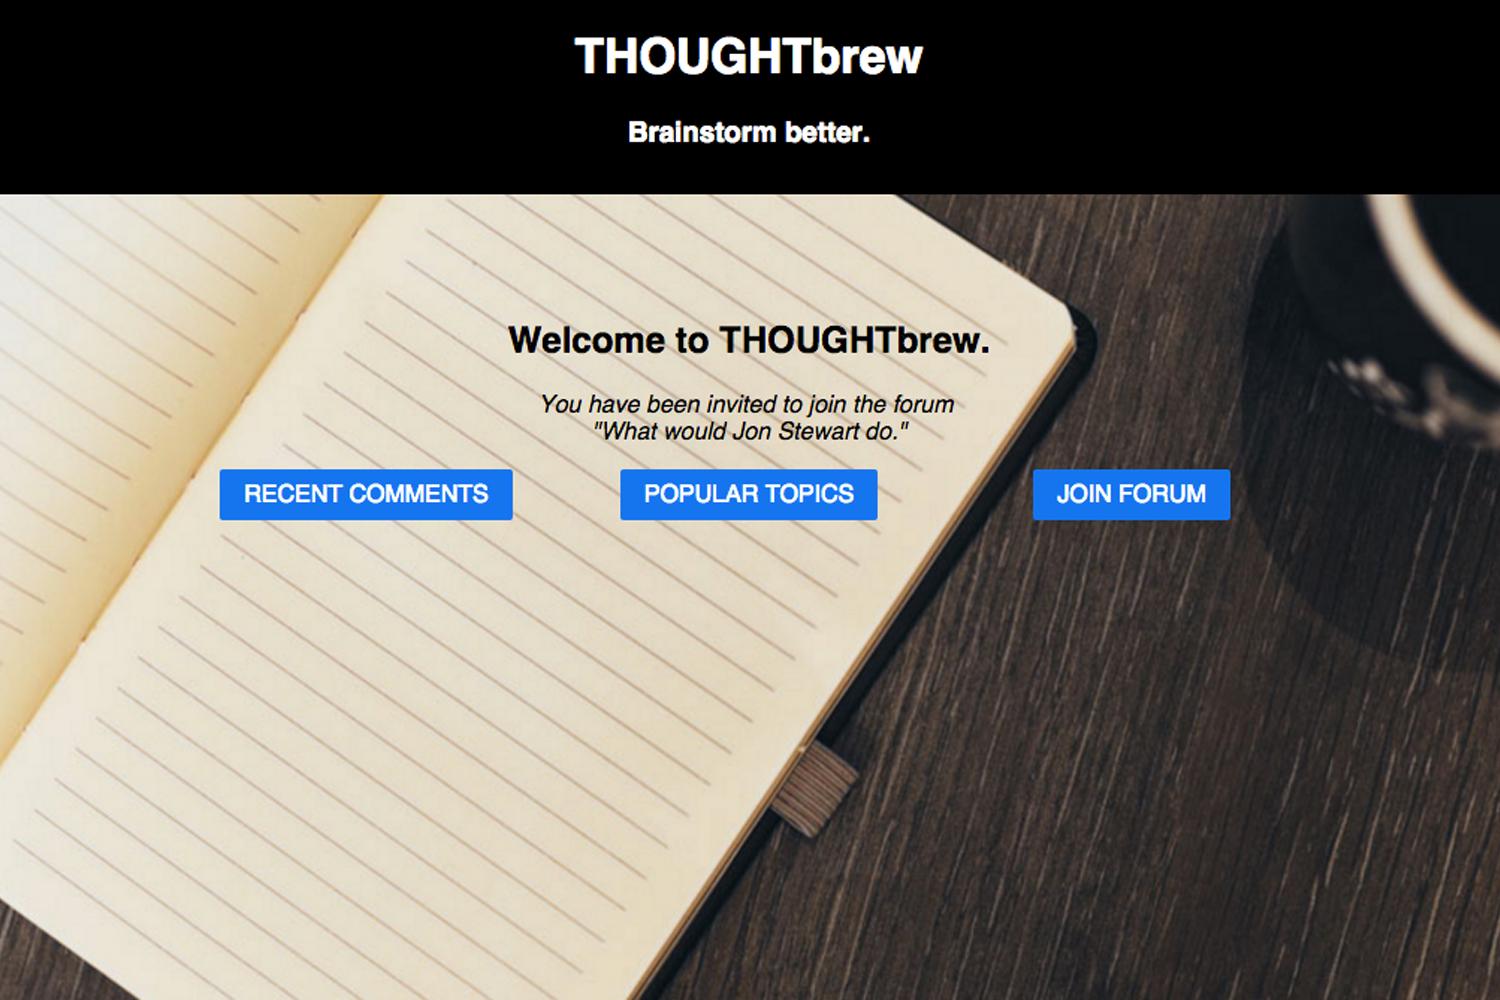 THOUGHTbrew
Brainstorm better.
Welcome to THOUGHTbrew.
You have been invited to join the forum
"What would Jon Stewart do."
RECENT COMMENTS
POPULAR TOPICS
JOIN FORUM